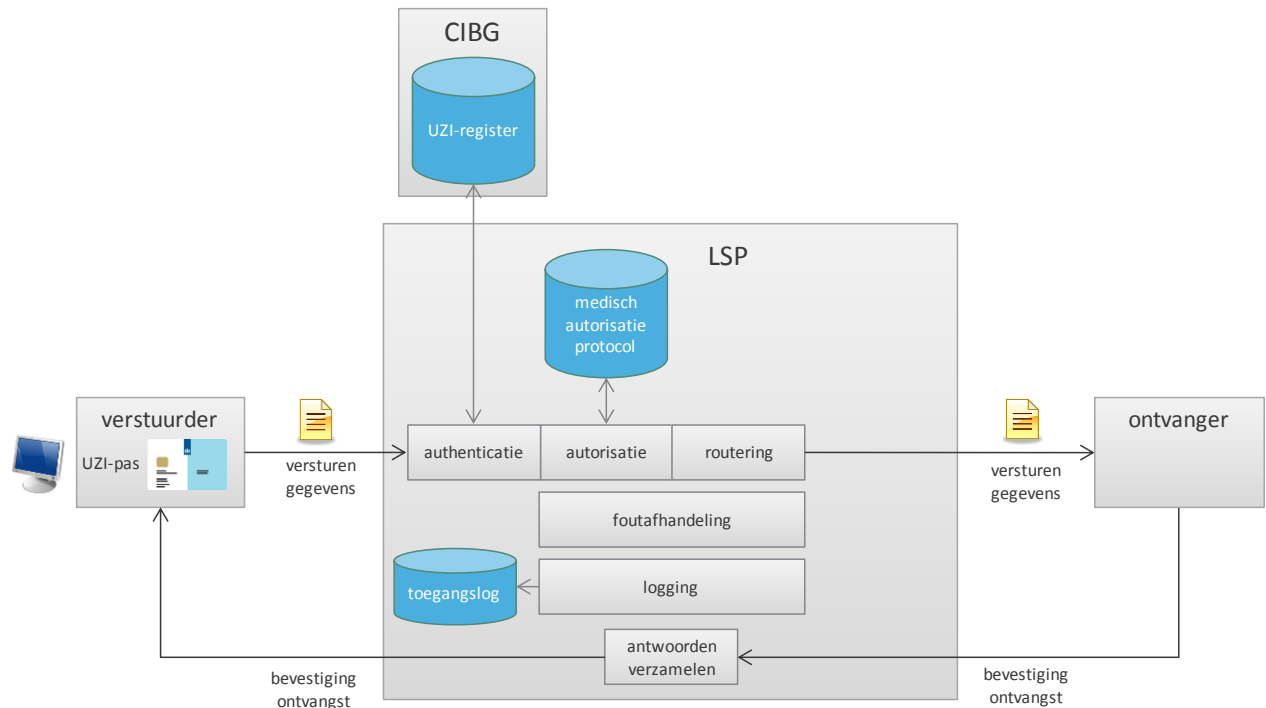 CIBG
UZI-register
LSP
medisch
autorisatie
protocol
verstuurder
UZI-pas
versturen
gegevens
authenticatie
autorisatie
routering
versturen
gegevens
ontvanger
foutafhandeling
toegangslog
logging
antwoorden
verzamelen
bevestiging
ontvangst
bevestiging
ontvangst